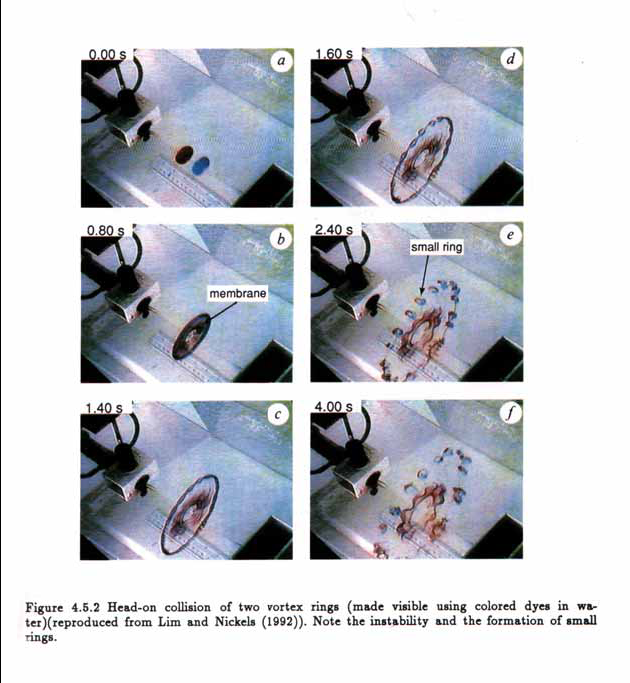 0.00 s
a
1.60 s
d
0.80 s
b
membrane
2.40 s
e
small ring
1.40 s
c
4.00 s
f
Figure 4.5.2 Head-on collision of two vortex rings (made visible using colored dyes in wa-
ter)(reproduced from Lim and Nickels (1992)). Note the instability and the formation of small
rings.